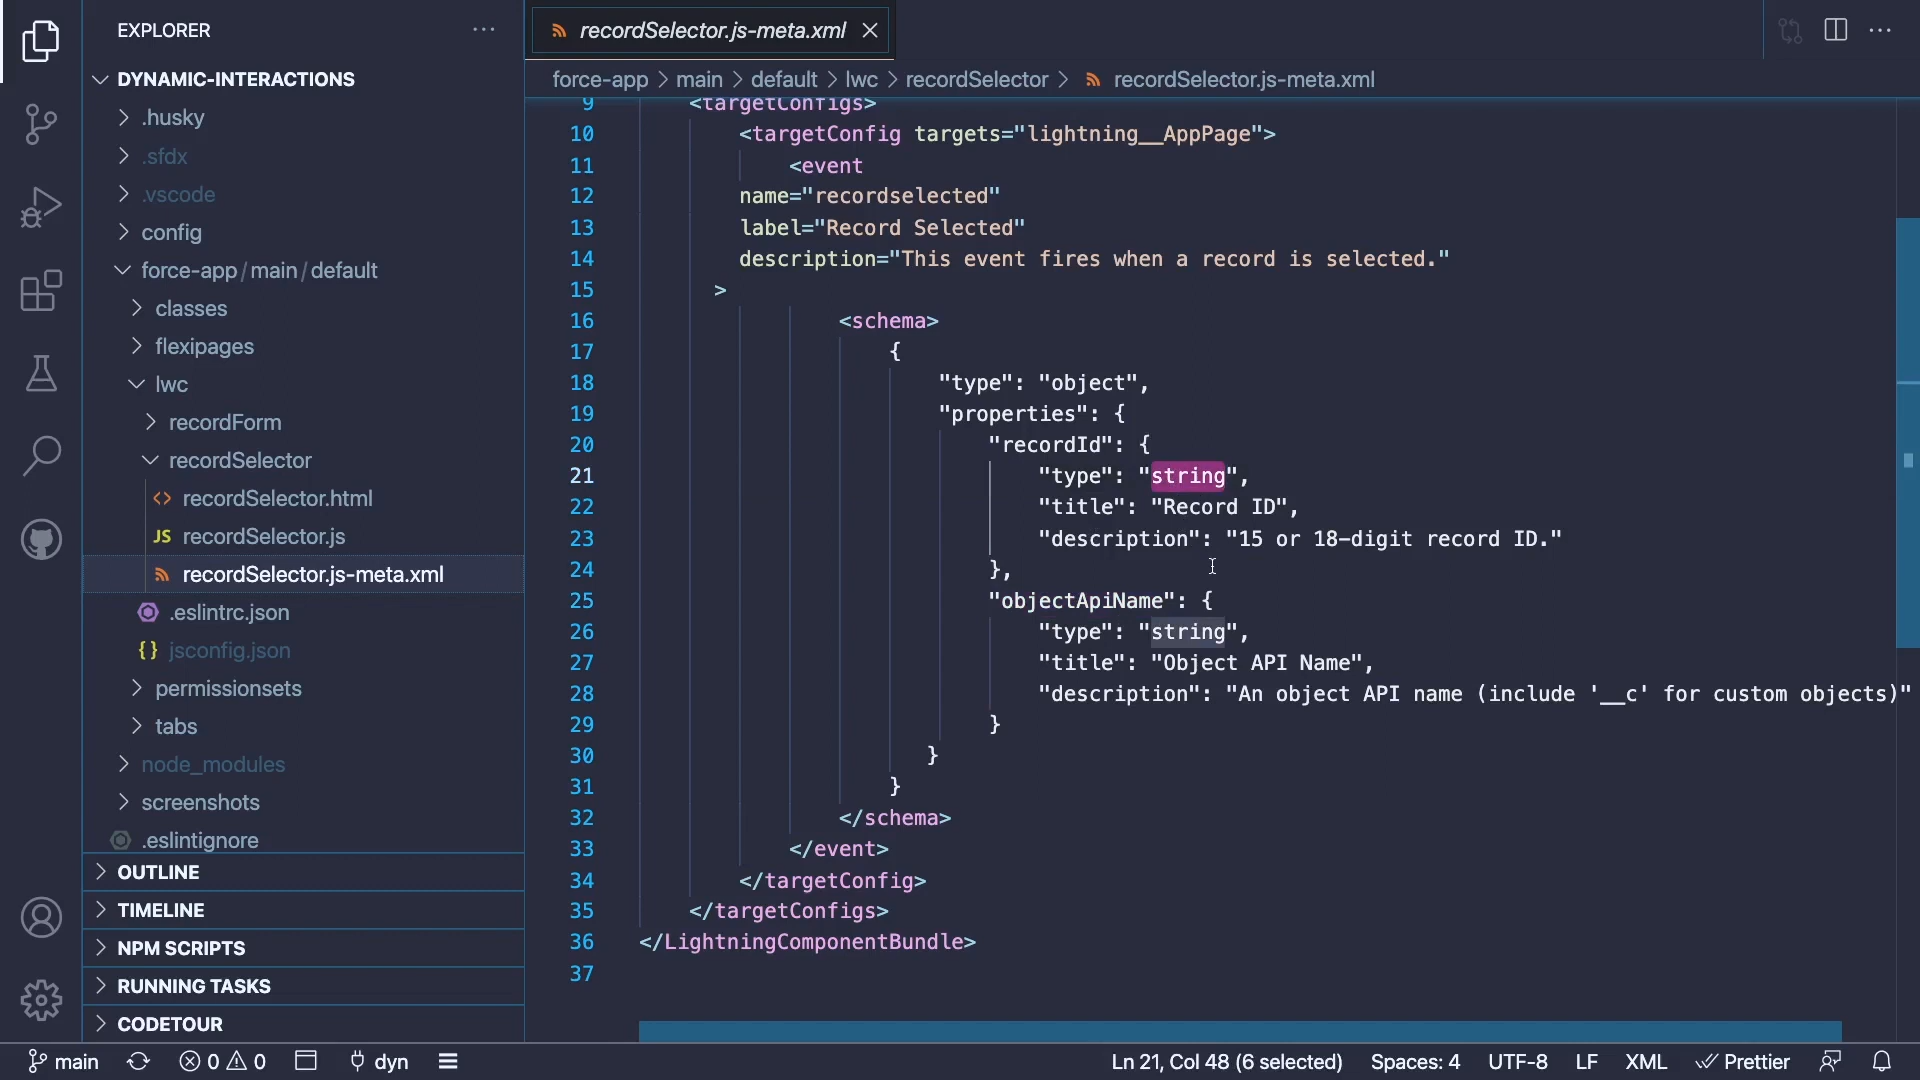 EXPLORER
DYNAMIC-INTERACTIONS
.husky
.sfdx
.vscode
config
force-app/main/default
classes
flexipages
lwc
recordForm
recordSelector
<> recordSelector.html
JS recordSelector.js
recordSelector.js-meta.xml
.eslintrc.json
{} jsconfig.json
permissionsets
tabs
node_modules
screenshots
.eslintignore
OUTLINE
TIMELINE
NPM SCRIPTS
RUNNING TASKS
CODETOUR
recordSelector.js-meta.xml
force-app > main > default > lwc > recordSelector > recordSelector.js-meta.xml
9 <targetConfigs>
10 <targetConfig targets="lightning__AppPage">
11 <event
12 name="recordselected"
13 label="Record Selected"
14 description="This event fires when a record is selected."
15 >
16 <schema>
17 {
18 "type": "object",
19 "properties": {
20 "recordId": {
21 "type": "string",
22 "title": "Record ID",
23 "description": "15 or 18-digit record ID."
24 },
25 "objectApiName": {
26 "type": "string",
27 "title": "Object API Name",
28 "description": "An object API name (include '__c' for custom objects)"
29 }
30 }
31 }
32 </schema>
33 </event>
34 </targetConfig>
35 </targetConfigs>
36 </LightningComponentBundle>
37
main 0 0 dyn Ln 21, Col 48 (6 selected) Spaces: 4 UTF-8 LF XML Prettier